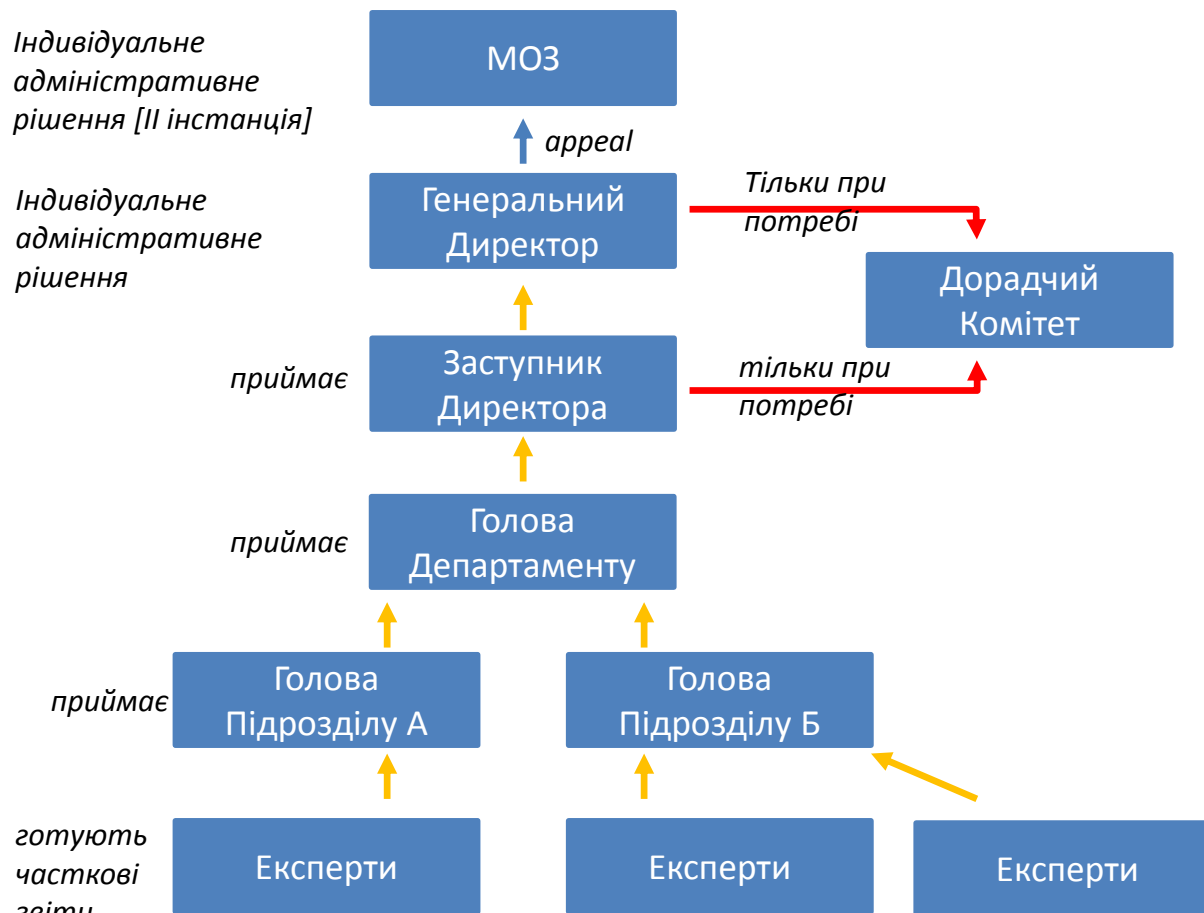 Індивідуальне
адміністративне
рішення [II інстанція]
МОЗ
appeal
Індивідуальне
адміністративне
рішення
Генеральний
Директор
Тільки при
потребі
Дорадчий
Комітет
приймає
Заступник
Директора
тільки при
потребі
приймає
Голова
Департаменту
приймає
Голова
Підрозділу А
Голова
Підрозділу Б
готують
часткові
звіти
Експерти
Експерти
Експерти